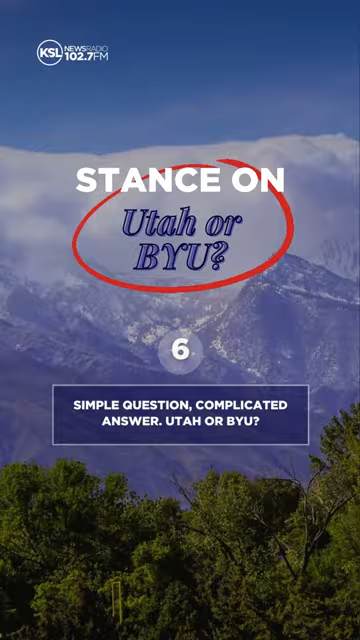 KSL NEWSRADIO
102.7FM
STANCE ON
Utah or
BYU?
6
SIMPLE QUESTION, COMPLICATED
ANSWER. UTAH OR BYU?